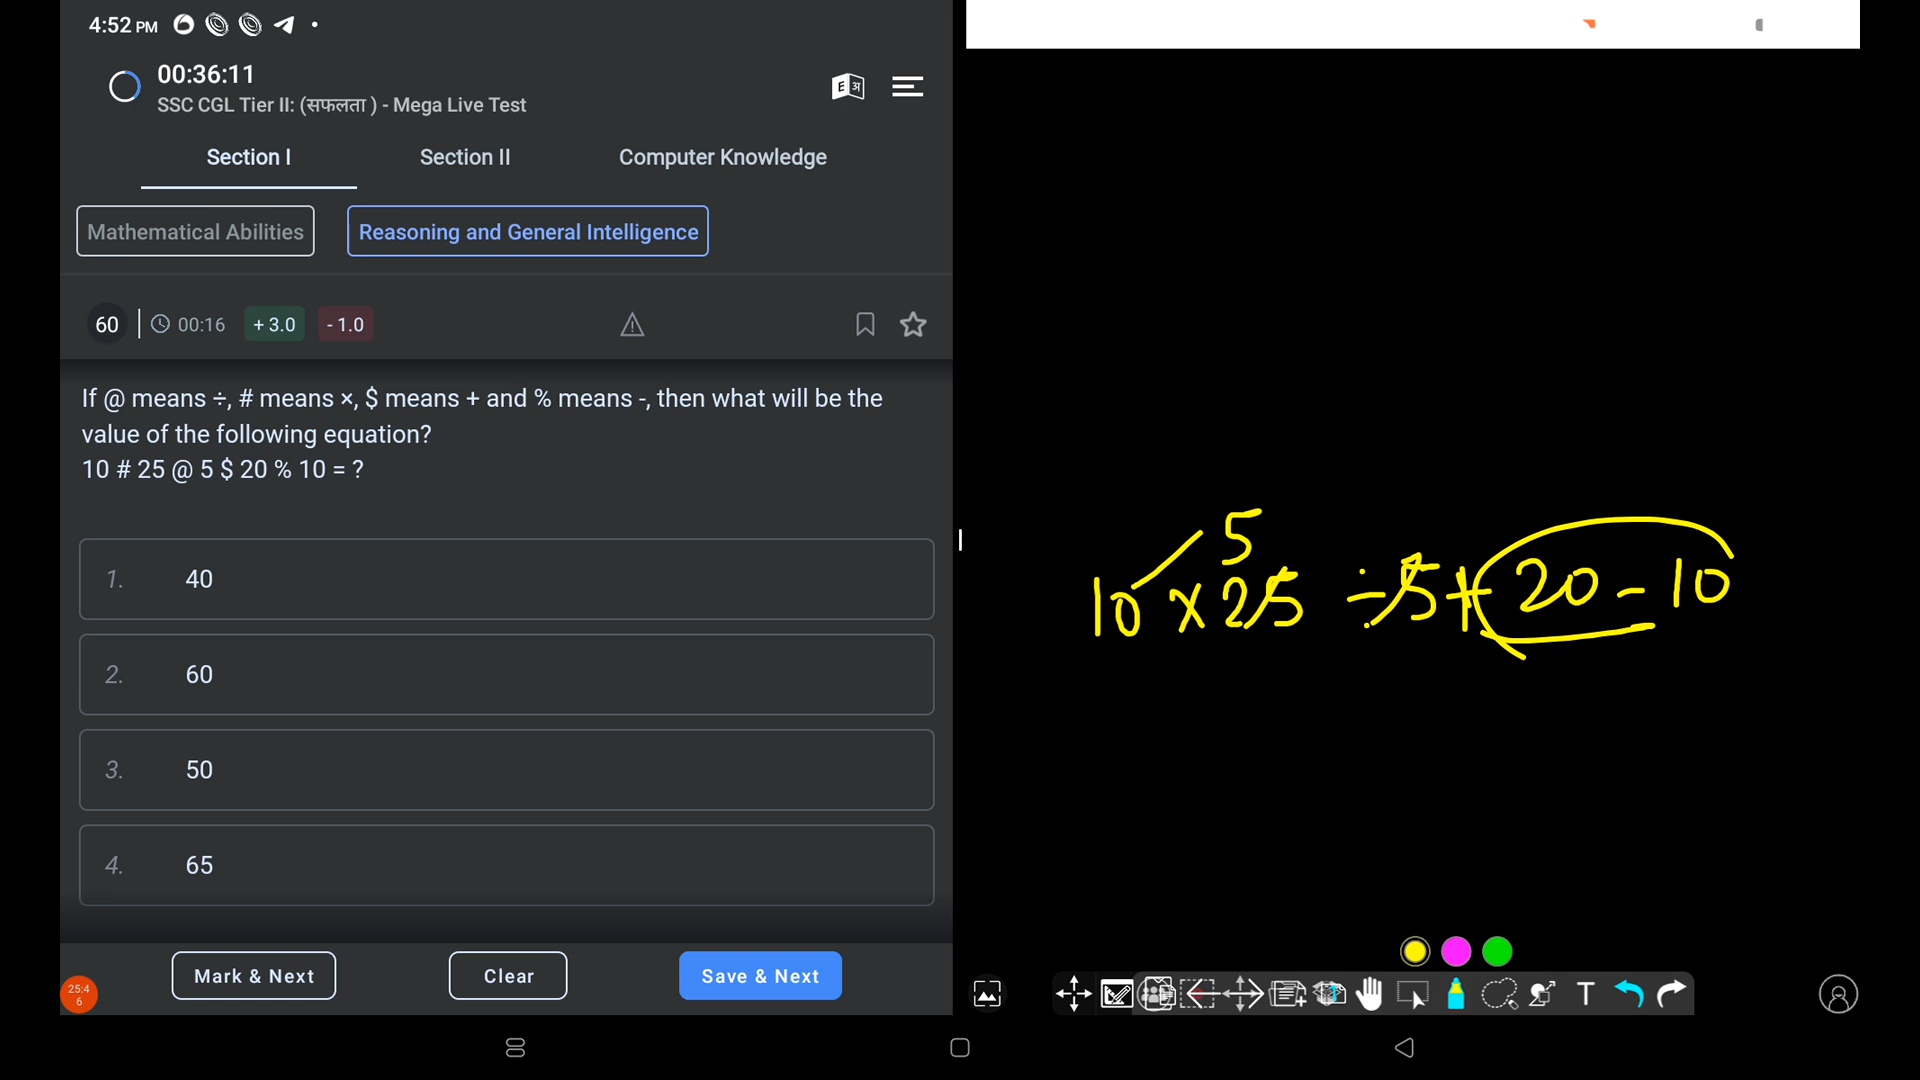 4:52 PM
00:36:11
SSC CGL Tier II: (सफलता ) - Mega Live Test
E अ
Section I Section II Computer Knowledge
Mathematical Abilities Reasoning and General Intelligence
60 00:16 + 3.0 - 1.0
If @ means ÷, # means ×, $ means + and % means -, then what will be the
value of the following equation?
10 # 25 @ 5 $ 20 % 10 = ?
1. 40
2. 60
3. 50
4. 65
Mark & Next Clear Save & Next
25:4
6
5
10 × 25 ÷ 5 + 20 - 10
T